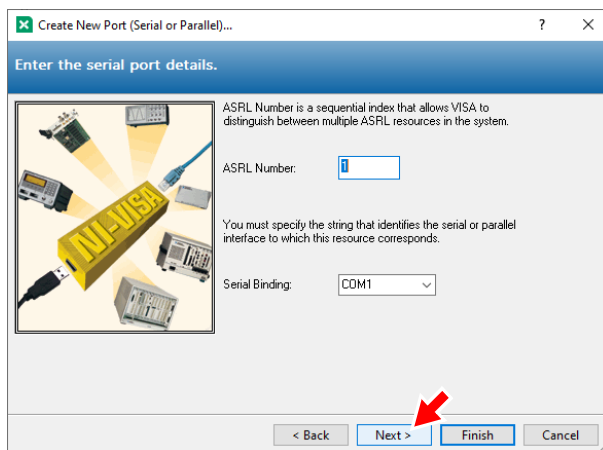 Create New Port (Serial or Parallel)...
?
Enter the serial port details.
ASRL Number is a sequential index that allows VISA to
distinguish between multiple ASRL resources in the system.
ASRL Number: 1
NI-VISA
You must specify the string that identifies the serial or parallel
interface to which this resource corresponds.
Serial Binding: COM1
< Back Next > Finish Cancel